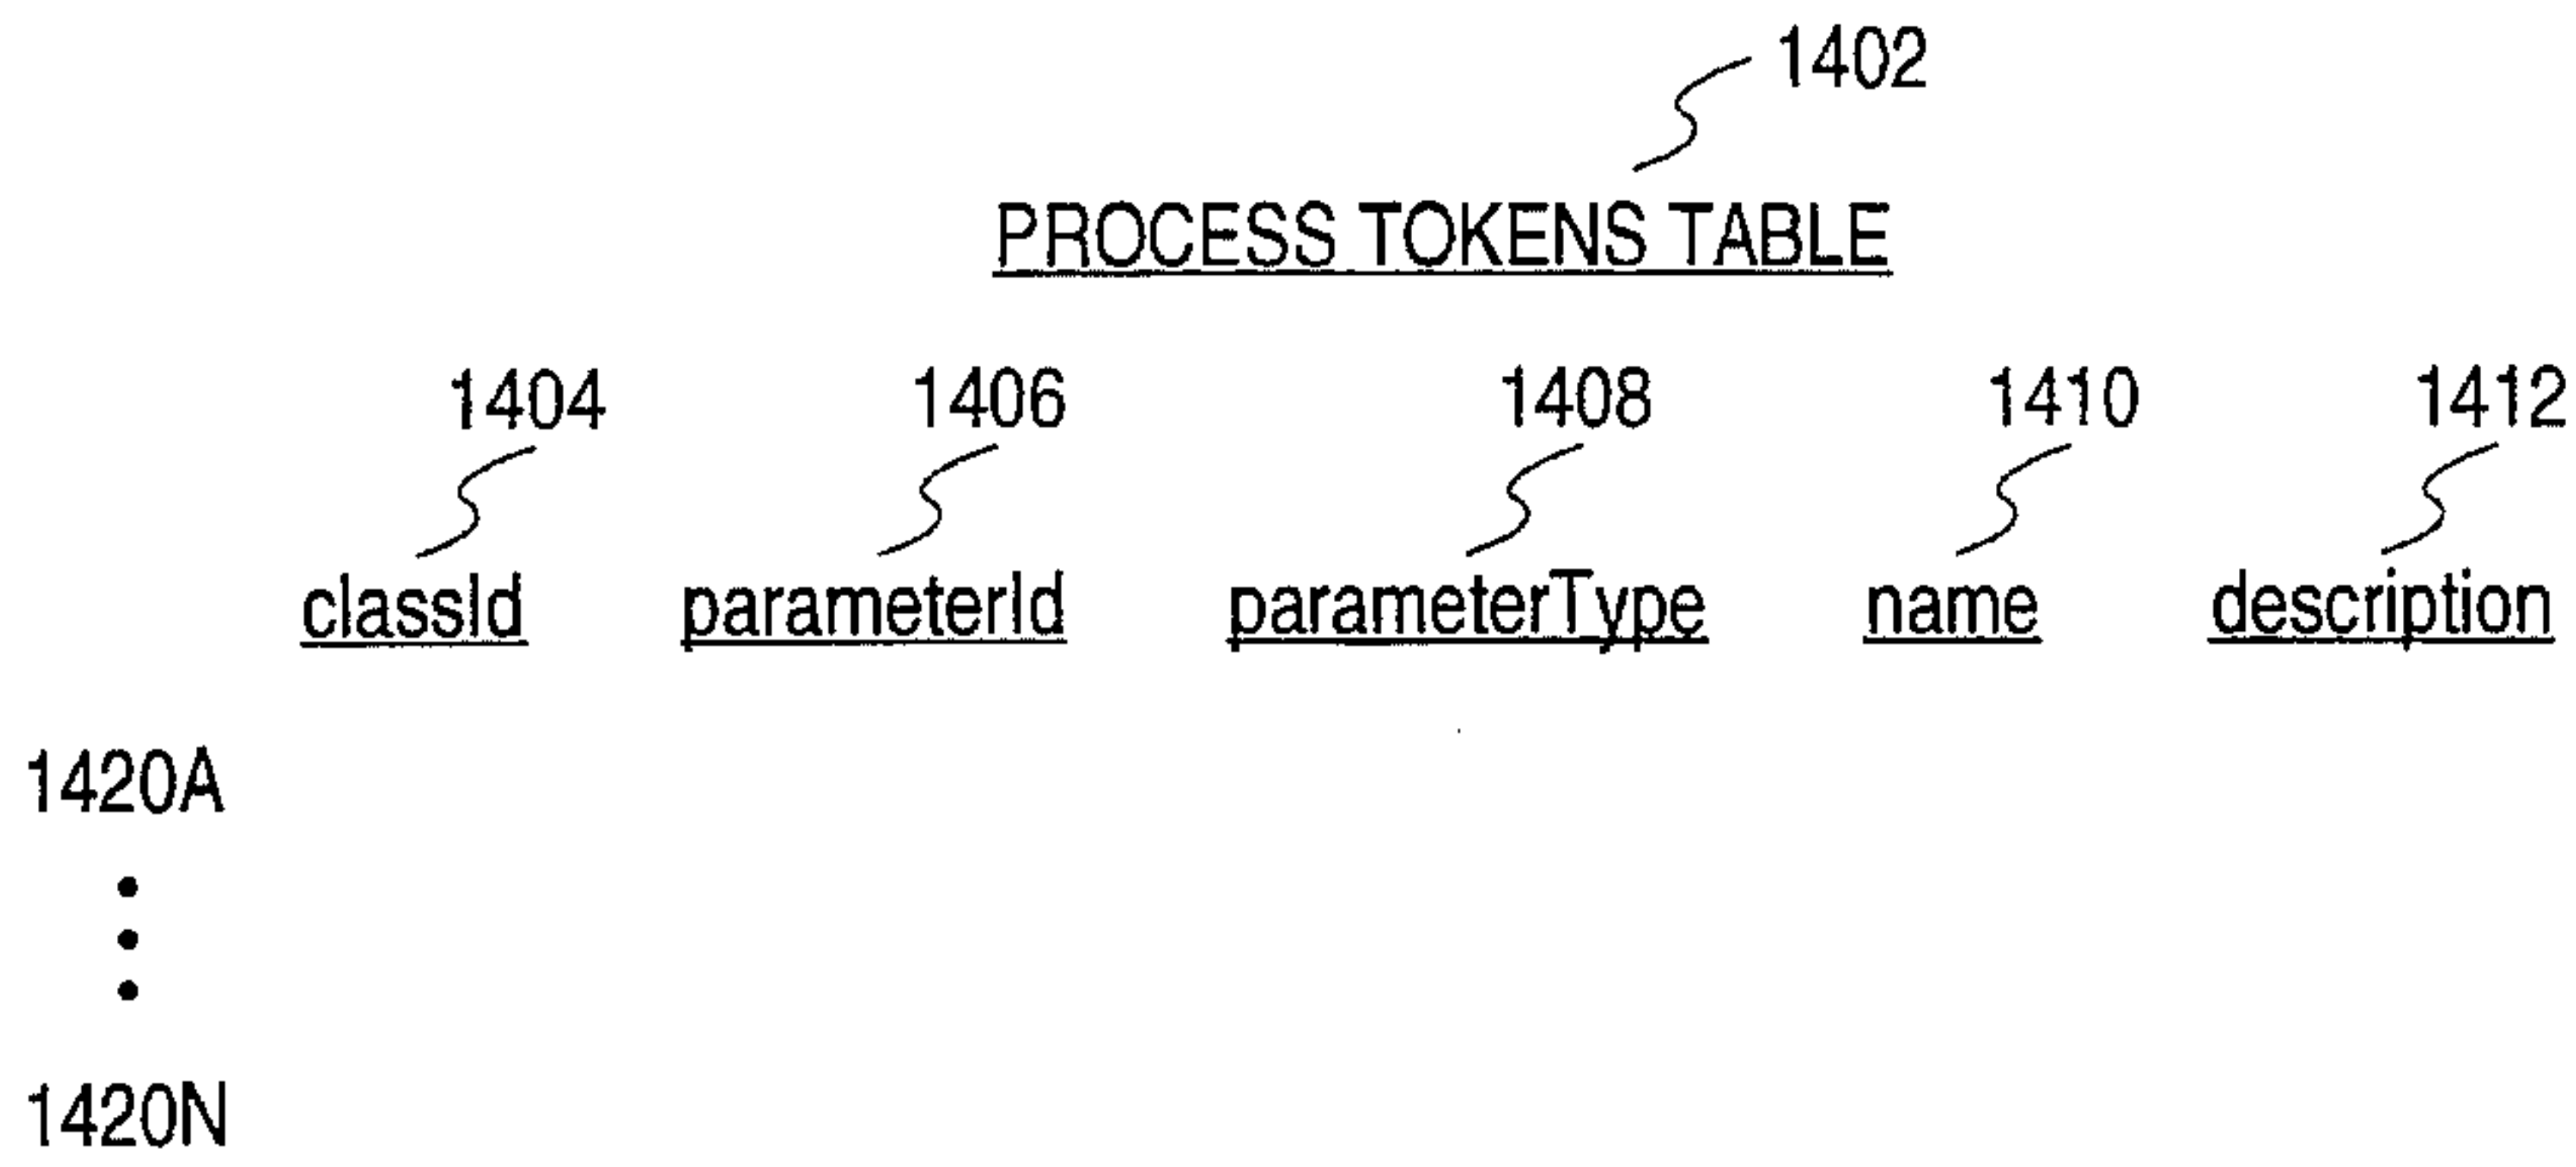 1402
PROCESS TOKENS TABLE
1404 1406 1408 1410 1412
classId parameterId parameterType name description
1420A
1420N